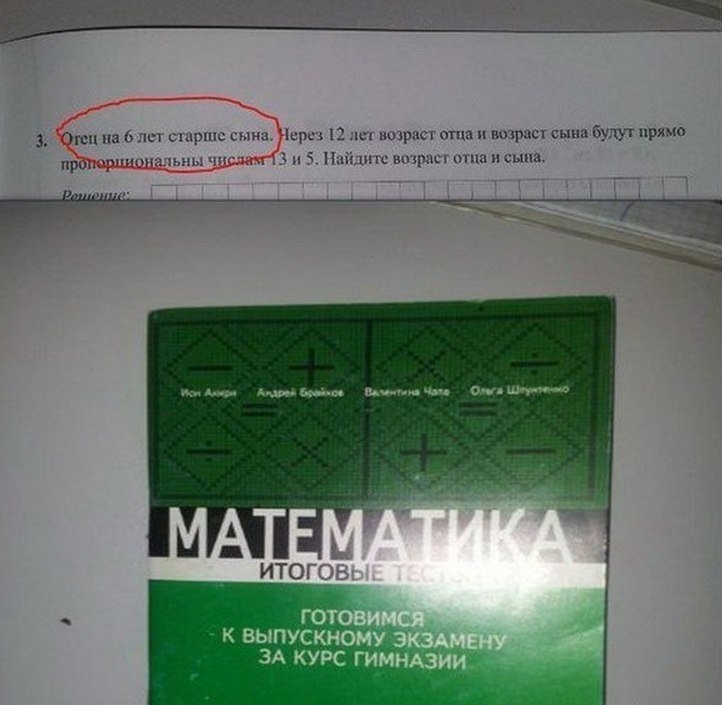 3. Отец на 6 лет старше сына. Через 12 лет возраст отца и возраст сына будут прямо
пропорциональны числам 13 и 5. Найдите возраст отца и сына.
Решение:
Ион Ахири Андрей Брайков Валентина Чапа Ольга Шпунтенко
МАТЕМАТИКА
ИТОГОВЫЕ ТЕСТЫ
ГОТОВИМСЯ
К ВЫПУСКНОМУ ЭКЗАМЕНУ
ЗА КУРС ГИМНАЗИИ